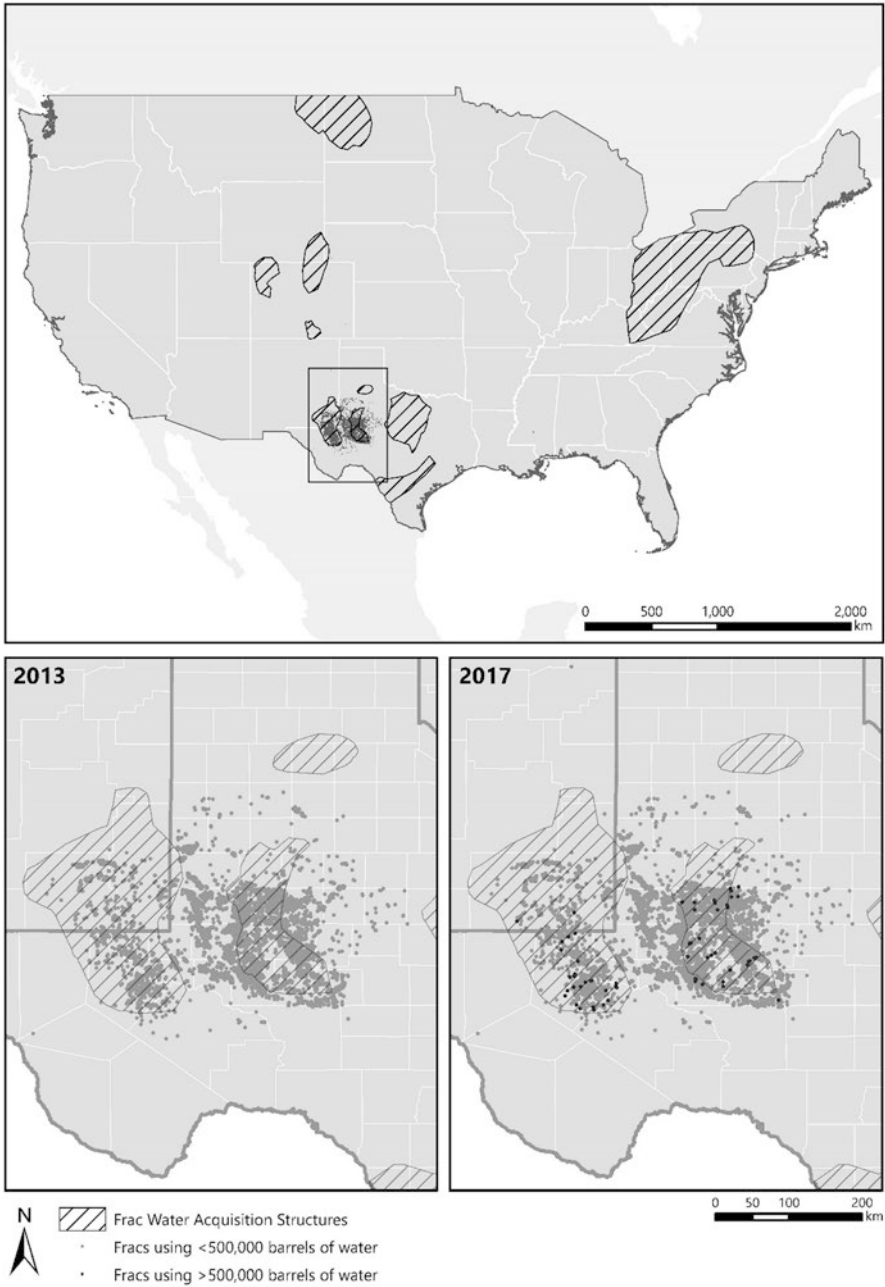 0 500 1,000 2,000
km
2013
2017
0 50 100 200
km
N
Frac Water Acquisition Structures
Fracs using <500,000 barrels of water
Fracs using >500,000 barrels of water